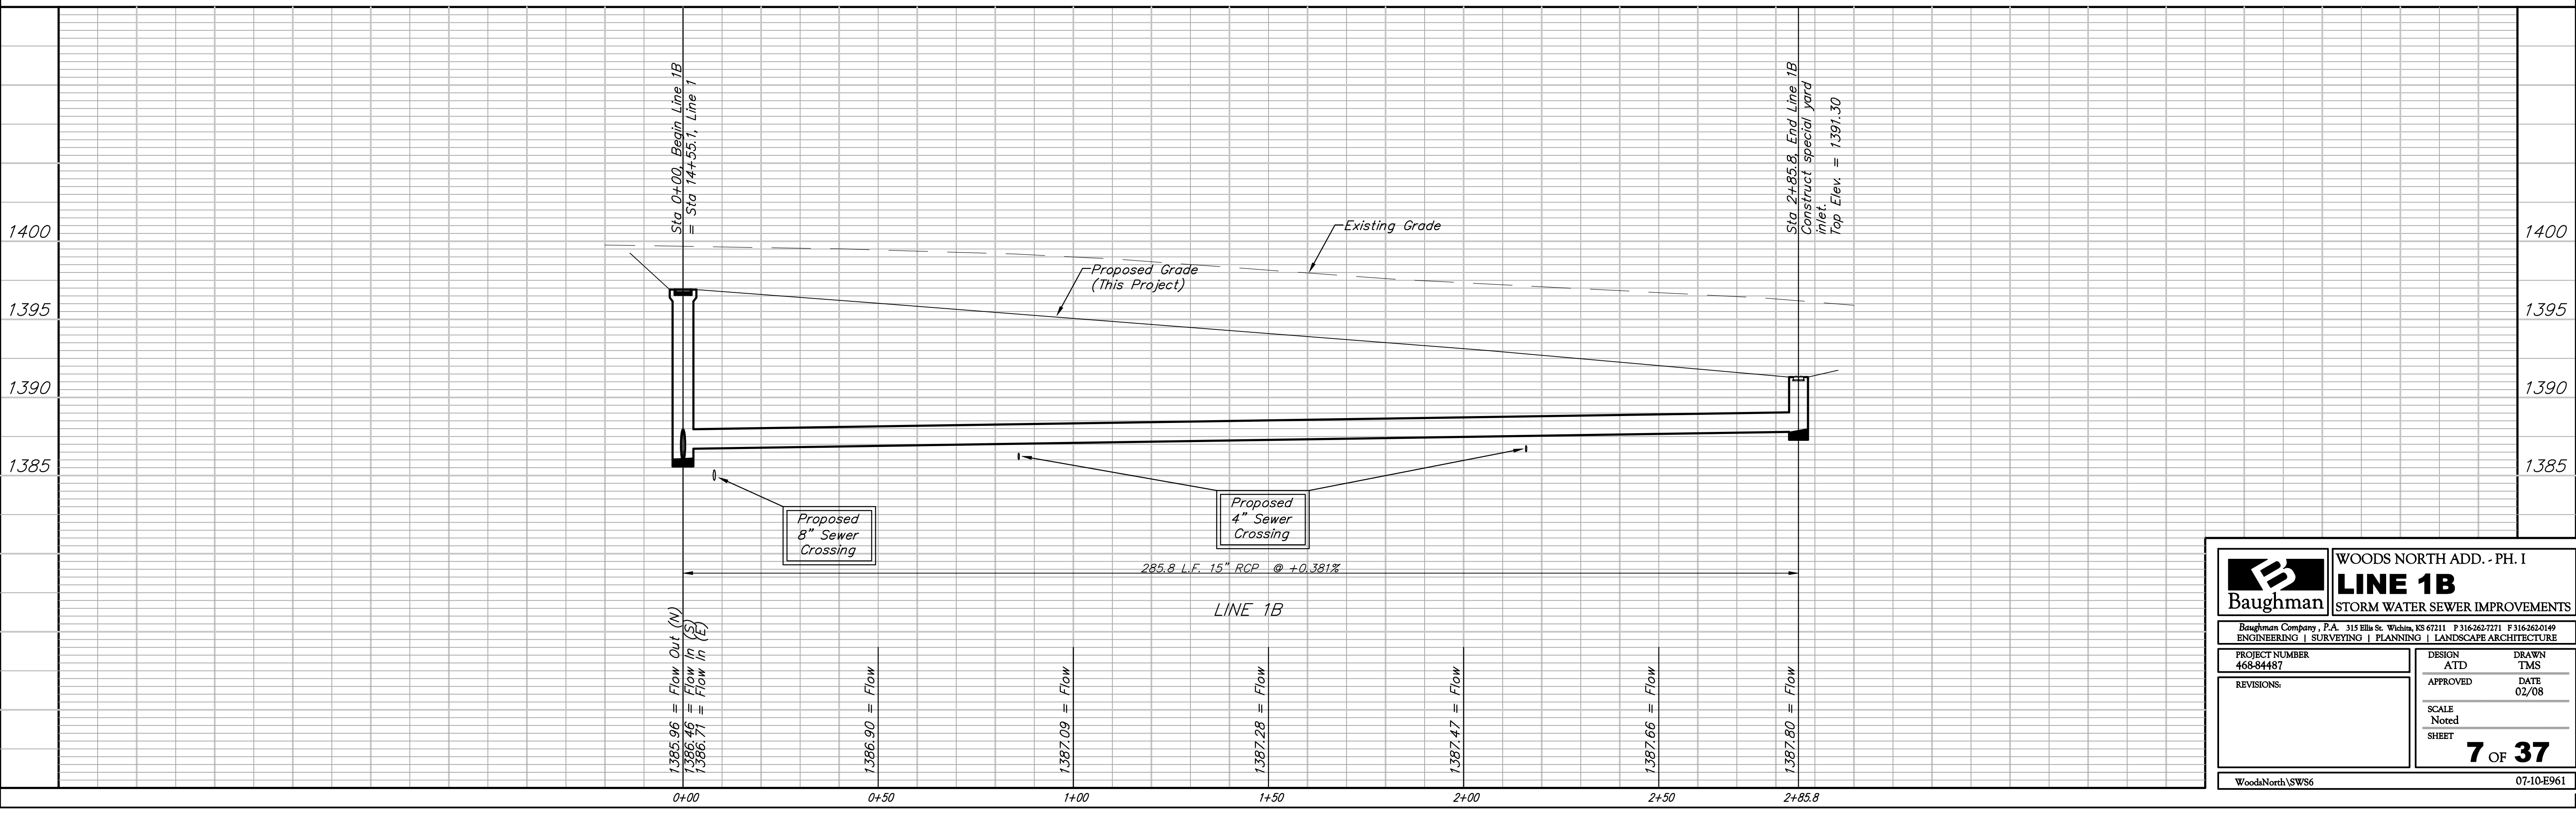 Sta 0+00, Begin Line 1B
= Sta 14+55.1, Line 1
Sta 2+85.8, End Line 1B
Construct special yard
inlet.
Top Elev. = 1391.30
1400
1395
1390
1385
1400
1395
1390
1385
Existing Grade
Proposed Grade
(This Project)
Proposed
8" Sewer
Crossing
Proposed
4" Sewer
Crossing
285.8 L.F. 15" RCP @ +0.381%
LINE 1B
1385.96 = Flow Out (N)
1386.46 = Flow In (S)
1386.71 = Flow In (E)
1386.90 = Flow
1387.09 = Flow
1387.28 = Flow
1387.47 = Flow
1387.66 = Flow
1387.80 = Flow
0+00
0+50
1+00
1+50
2+00
2+50
2+85.8
B
Baughman
WOODS NORTH ADD. - PH. I
LINE 1B
STORM WATER SEWER IMPROVEMENTS
Baughman Company, P.A. 315 Ellis St. Wichita, KS 67211 P 316-262-7271 F 316-262-0149
ENGINEERING | SURVEYING | PLANNING | LANDSCAPE ARCHITECTURE
PROJECT NUMBER
468-84487
REVISIONS:
DESIGN
ATD
DRAWN
TMS
APPROVED
DATE
02/08
SCALE
Noted
SHEET
7 OF 37
WoodsNorth\SWS6
07-10-E961